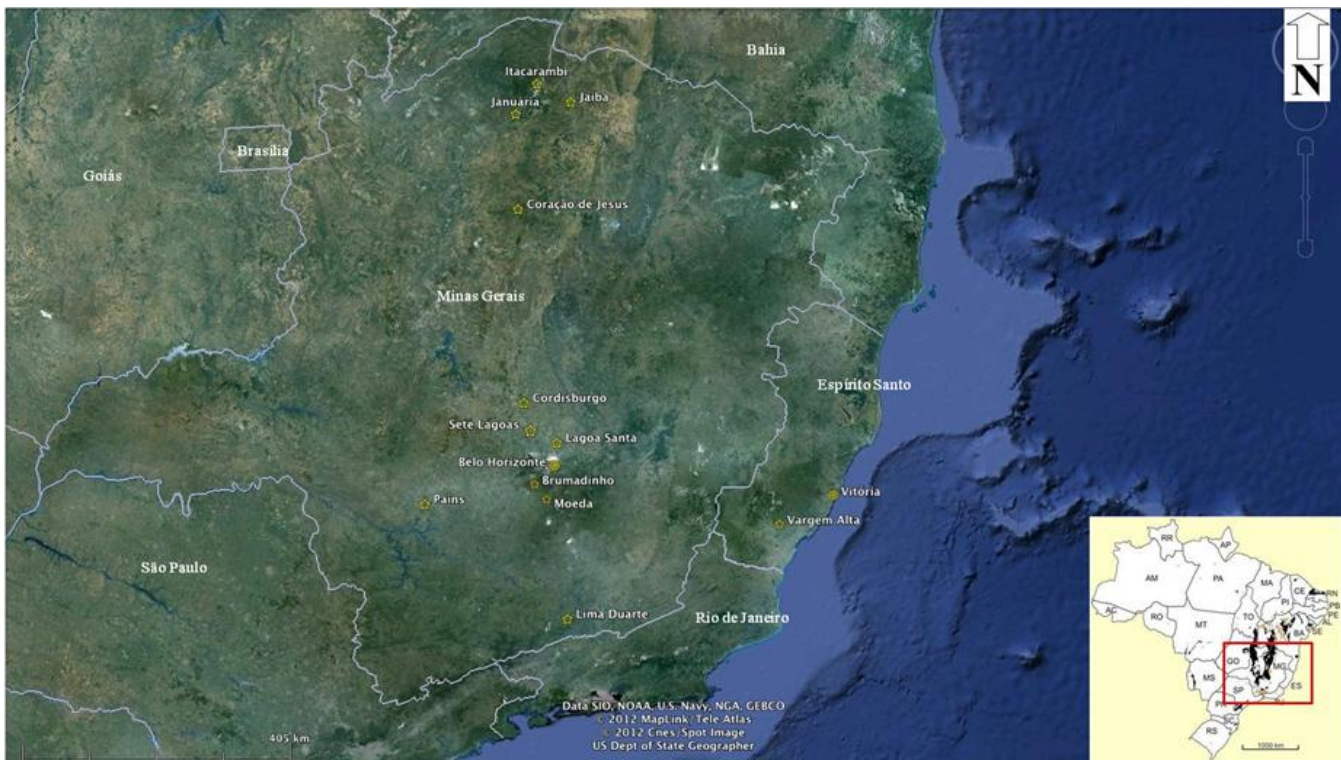 Bahia
N
Itacarambi
Jaíba
Januária
Brasília
Goiás
Coração de Jesus
Minas Gerais
Espírito Santo
Cordisburgo
Sete Lagoas
Lagoa Santa
Belo Horizonte
Brumadinho
Pains
Moeda
Vitória
Vargem Alta
São Paulo
Lima Duarte
Rio de Janeiro
Data SIO, NOAA, U.S. Navy, NGA, GEBCO
© 2012 MapLink/Tele Atlas
© 2012 Cnes/Spot Image
US Dept of State Geographer
405 km
RR
AP
AM
PA
MA
CE
RN
PB
PE
AL
SE
PI
AC
RO
TO
BA
MT
GO
MG
MS
ES
SP
RS
1000 km